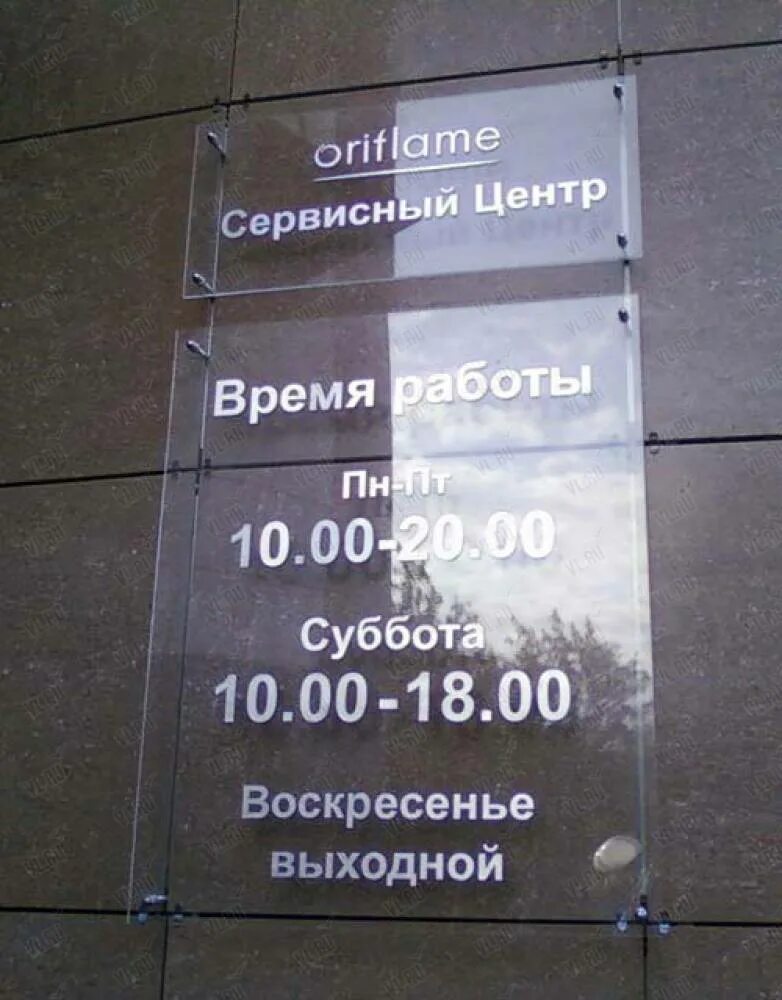 oriflame
Сервисный Центр
Время работы
Пн-Пт
10.00-20.00
Суббота
10.00-18.00
Воскресенье
выходной